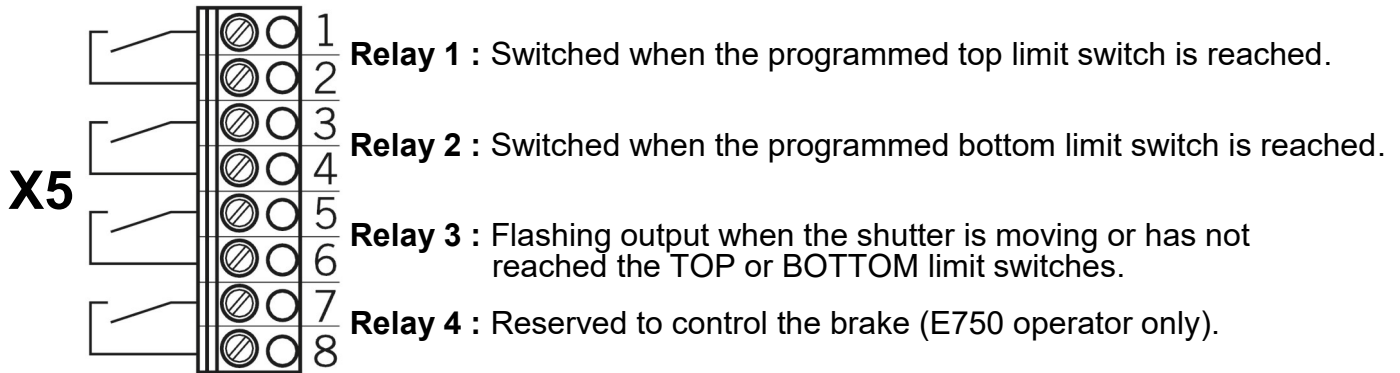 1
Relay 1 : Switched when the programmed top limit switch is reached.
2
3
Relay 2 : Switched when the programmed bottom limit switch is reached.
4
X5
5
Relay 3 : Flashing output when the shutter is moving or has not
reached the TOP or BOTTOM limit switches.
6
7
Relay 4 : Reserved to control the brake (E750 operator only).
8